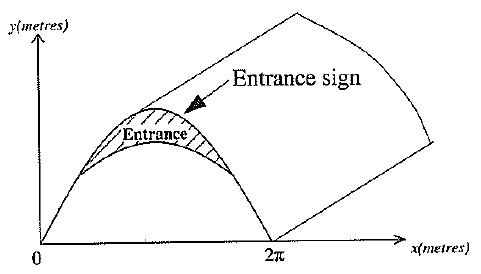 y(metres)
Entrance sign
Entrance
0
2π
x(metres)